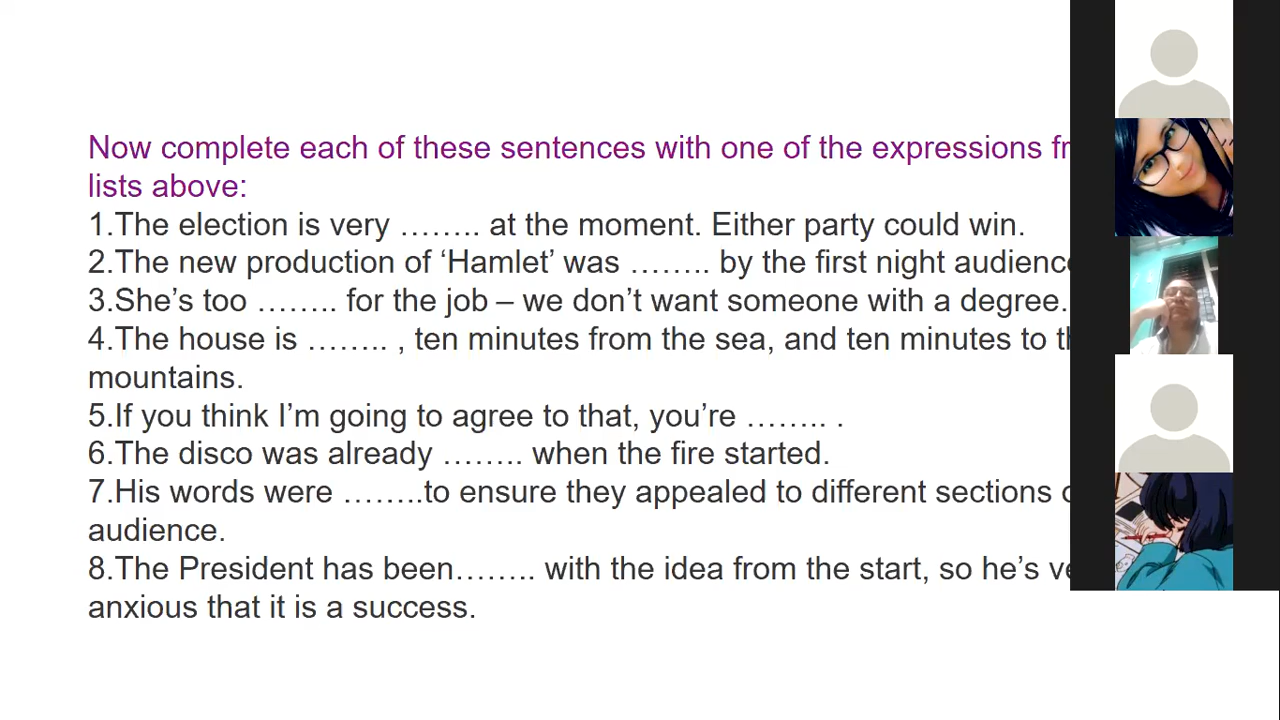 Now complete each of these sentences with one of the expressions
lists above:
1.The election is very …….. at the moment. Either party could win.
2.The new production of ‘Hamlet’ was …….. by the first night
3.She’s too …….. for the job – we don’t want someone with a degree.
4.The house is …….. , ten minutes from the sea, and ten minutes to
mountains.
5.If you think I’m going to agree to that, you’re …….. .
6.The disco was already …….. when the fire started.
7.His words were ……..to ensure they appealed to different sections
audience.
8.The President has been…….. with the idea from the start, so he’s
anxious that it is a success.